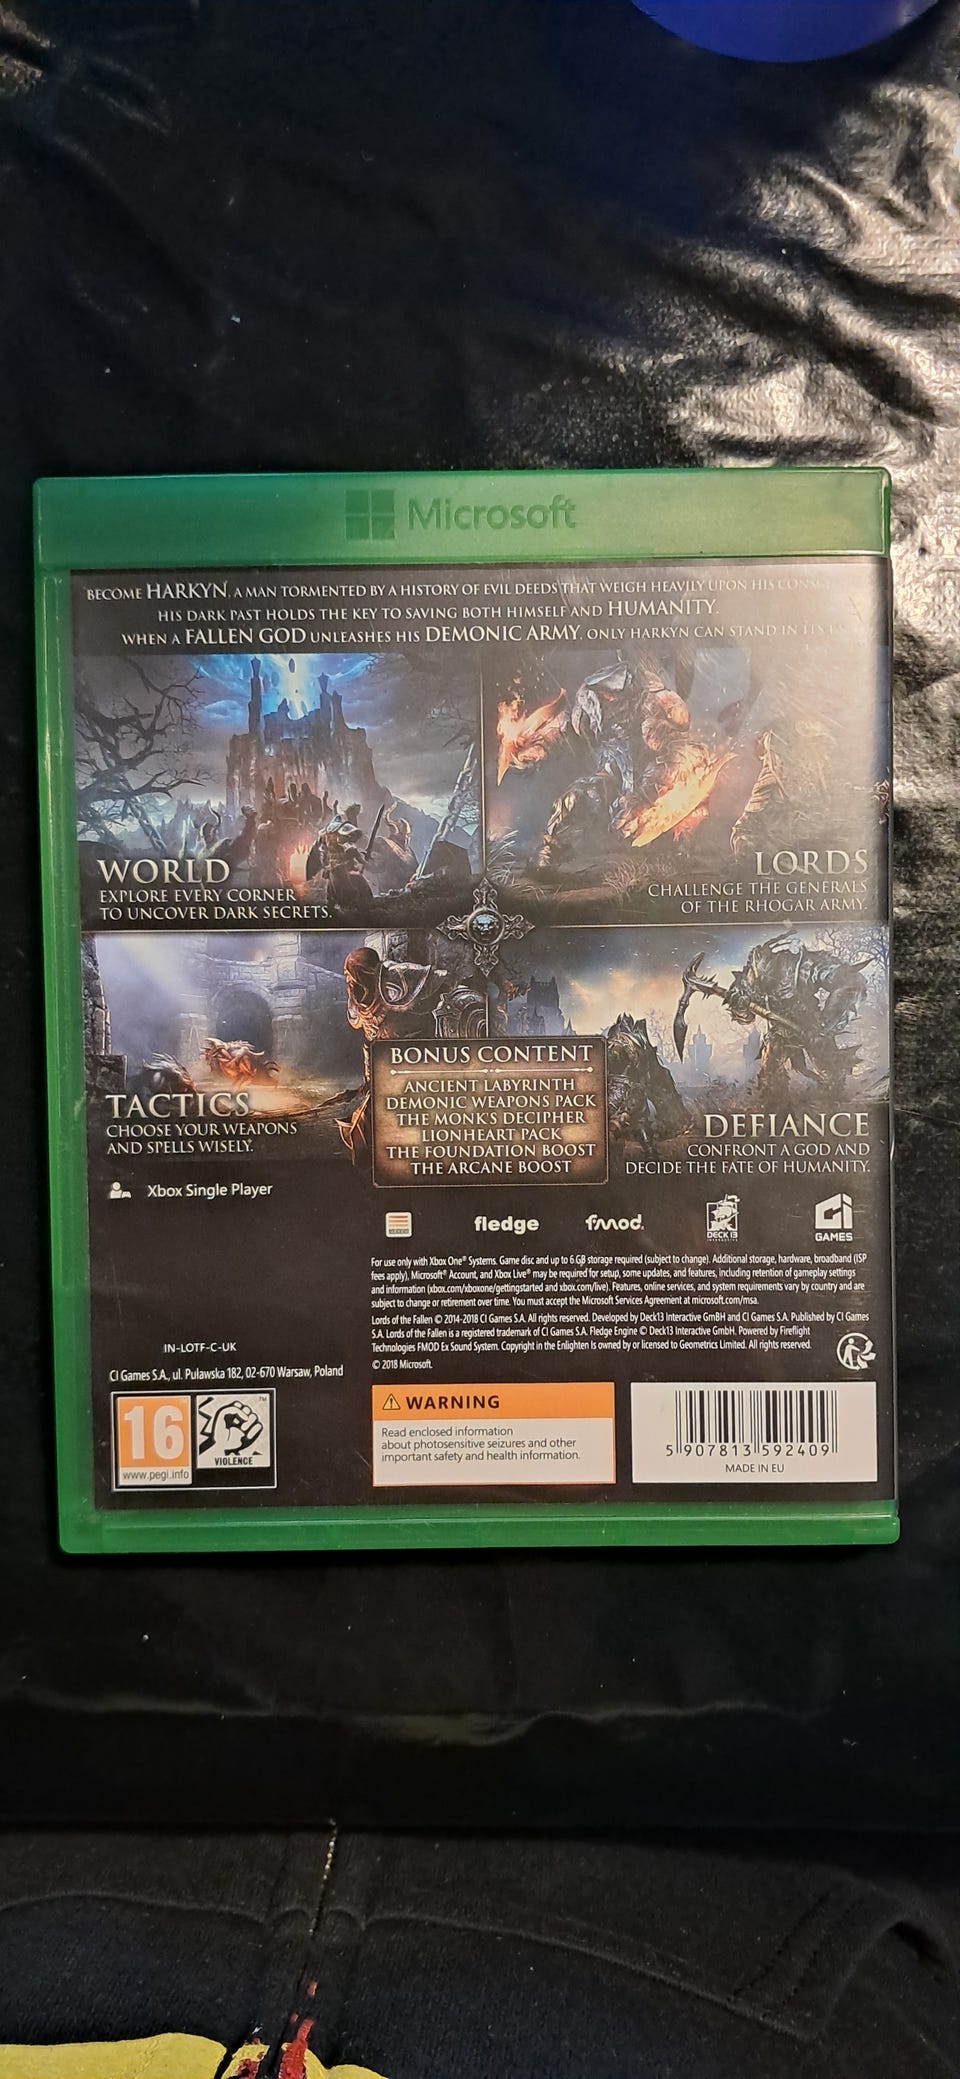 Microsoft
BECOME HARKYN, A MAN TORMENTED BY A HISTORY OF EVIL DEEDS THAT WEIGH HEAVILY UPON HIS
HIS DARK PAST HOLDS THE KEY TO SAVING BOTH HIMSELF AND HUMANITY.
WHEN A FALLEN GOD UNLEASHES HIS DEMONIC ARMY, ONLY HARKYN CAN STAND IN ITS
WORLD
EXPLORE EVERY CORNER
TO UNCOVER DARK SECRETS.
LORDS
CHALLENGE THE GENERALS
OF THE RHOGAR ARMY.
TACTICS
CHOOSE YOUR WEAPONS
AND SPELLS WISELY.
BONUS CONTENT
ANCIENT LABYRINTH
DEMONIC WEAPONS PACK
THE MONK'S DECIPHER
LIONHEART PACK
THE FOUNDATION BOOST
THE ARCANE BOOST
DEFIANCE
CONFRONT A GOD AND
DECIDE THE FATE OF HUMANITY.
Xbox Single Player
fledge
fmod.
DECK 13
INTERACTIVE
CI
GAMES
For use only with Xbox One® Systems. Game disc and up to 6 GB storage required (subject to change). Additional storage, hardware, broadband (ISP
fees apply), Microsoft® Account, and Xbox Live® may be required for setup, some updates, and features, including retention of gameplay settings
and information (xbox.com/xboxone/gettingstarted and xbox.com/live). Features, online services, and system requirements vary by country and are
subject to change or retirement over time. You must accept the Microsoft Services Agreement at microsoft.com/msa.
Lords of the Fallen © 2014-2018 CI Games S.A. All rights reserved. Developed by Deck13 Interactive GmbH and CI Games S.A. Published by CI Games
S.A. Lords of the Fallen is a registered trademark of CI Games S.A. Fledge Engine © Deck13 Interactive GmbH. Powered by Fireflight
Technologies FMOD Ex Sound System. Copyright in the Enlighten is owned by or licensed to Geometrics Limited. All rights reserved.
© 2018 Microsoft.
IN-LOTF-C-UK
CI Games S.A., ul. Puławska 182, 02-670 Warsaw, Poland
16
www.pegi.info
VIOLENCE
TM
WARNING
Read enclosed information
about photosensitive seizures and other
important safety and health information.
5 907813 592409
MADE IN EU